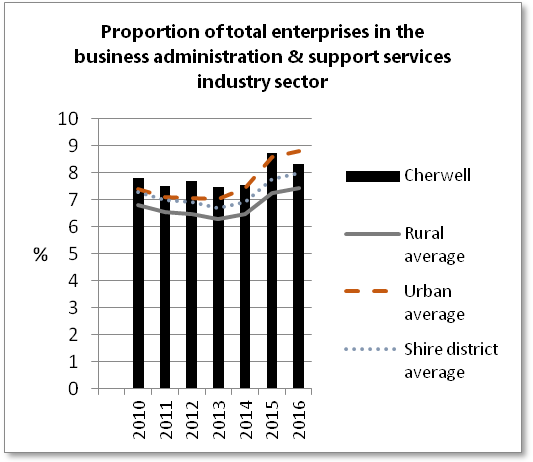 Proportion of total enterprises in the
business administration & support services
industry sector
10
9
8
7
6
5
4
3
2
1
0
%
2010
2011
2012
2013
2014
2015
2016
Cherwell
Rural
average
Urban
average
Shire district
average